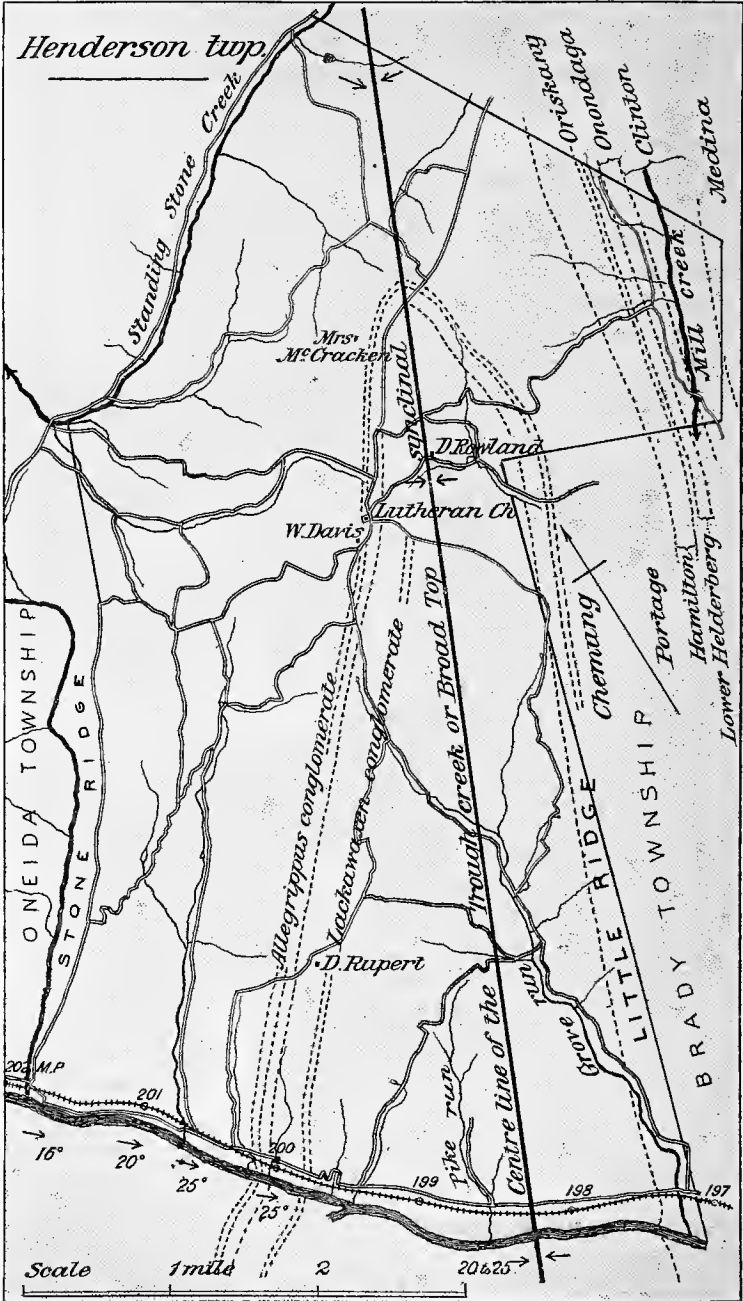 Henderson twp.
Standing Stone Creek
Oriskany
Onondaga
Clinton
Medina
Mill creek
Mrs.
McCracken
synclinal
D. Rowland
Lutheran Ch
W. Davis
Chemang
Portage
Hamilton
Lower Helderberg
ONEIDA TOWNSHIP
STONE RIDGE
Allegrippus conglomerate
Lackawaxen conglomerate
Centre line of the Trough creek or Broad Top
LITTLE RIDGE
BRADY TOWNSHIP
D. Rupert
Pike run
Grove run
202 M.P
201
200
199
198
197
16°
20°
25°
25°
20 & 25
Scale 1 mile 2